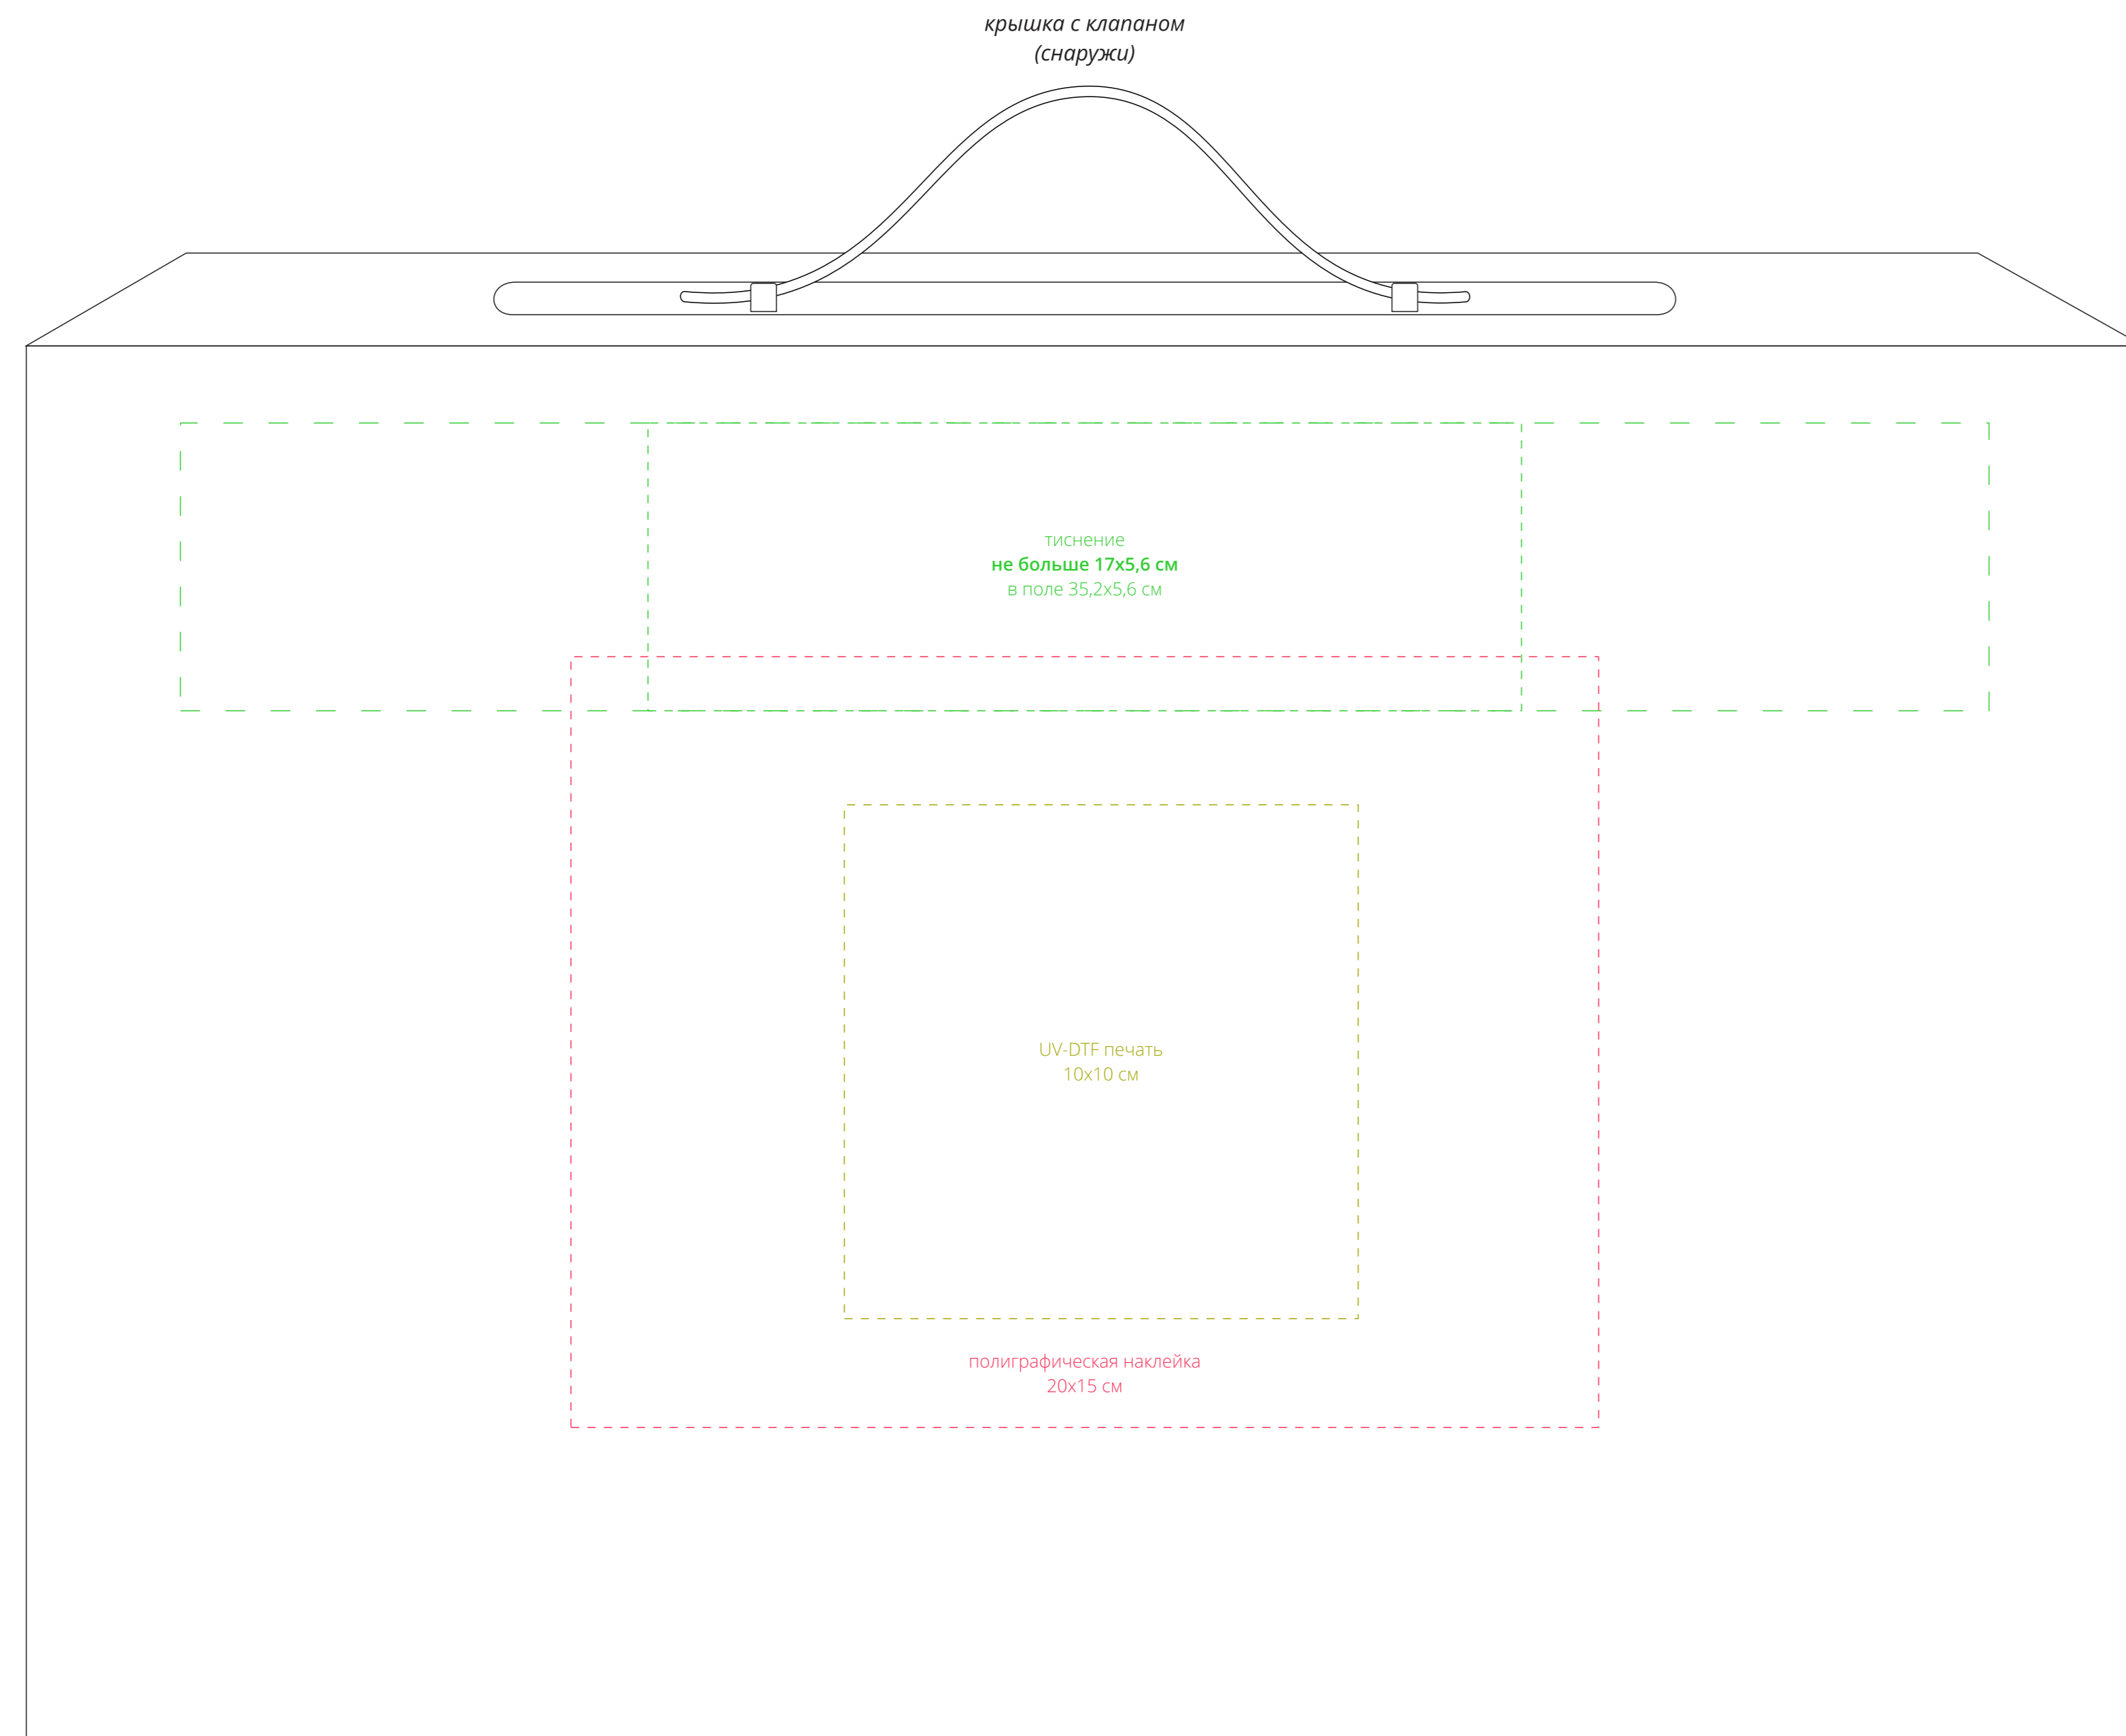 крышка с клапаном
(снаружи)
тиснение
не больше 17х5,6 см
в поле 35,2х5,6 см
UV-DTF печать
10х10 см
полиграфическая наклейка
20х15 см